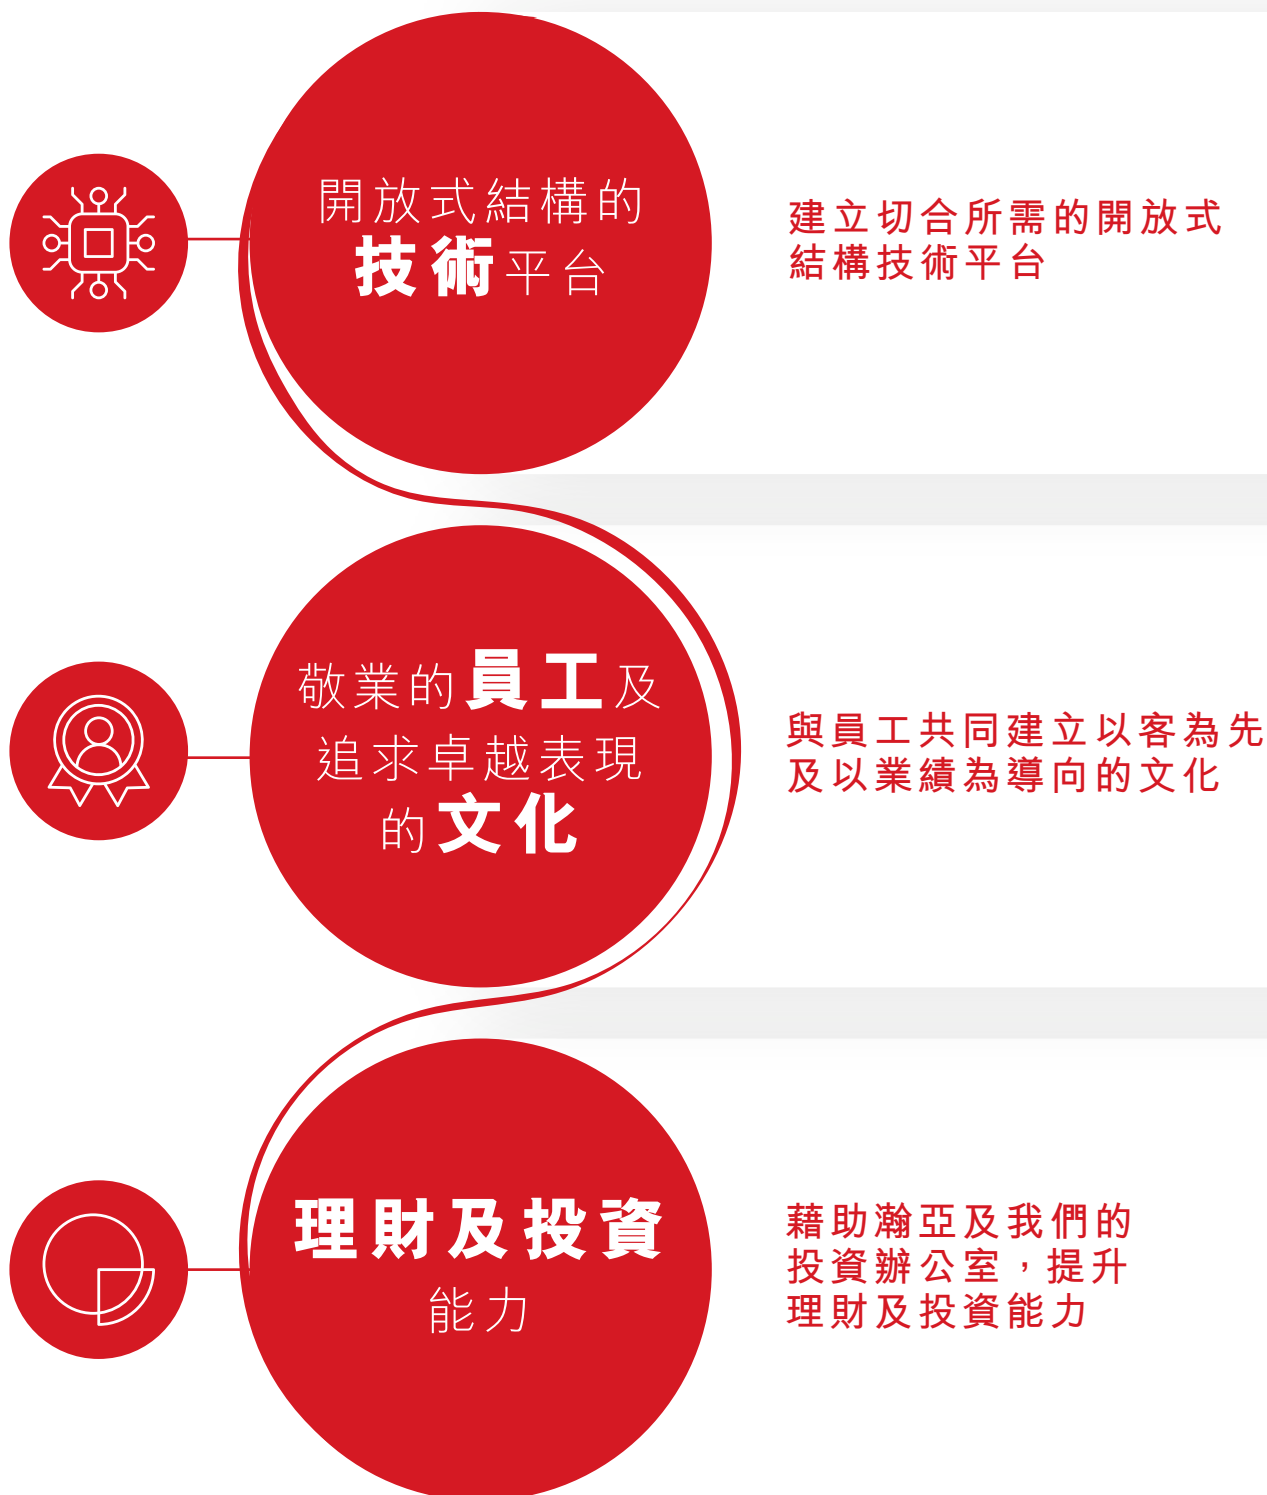 開放式結構的
技術平台
建立切合所需的開放式
結構技術平台
敬業的員工及
追求卓越表現
的文化
與員工共同建立以客為先
及以業績為導向的文化
理財及投資
能力
藉助瀚亞及我們的
投資辦公室，提升
理財及投資能力